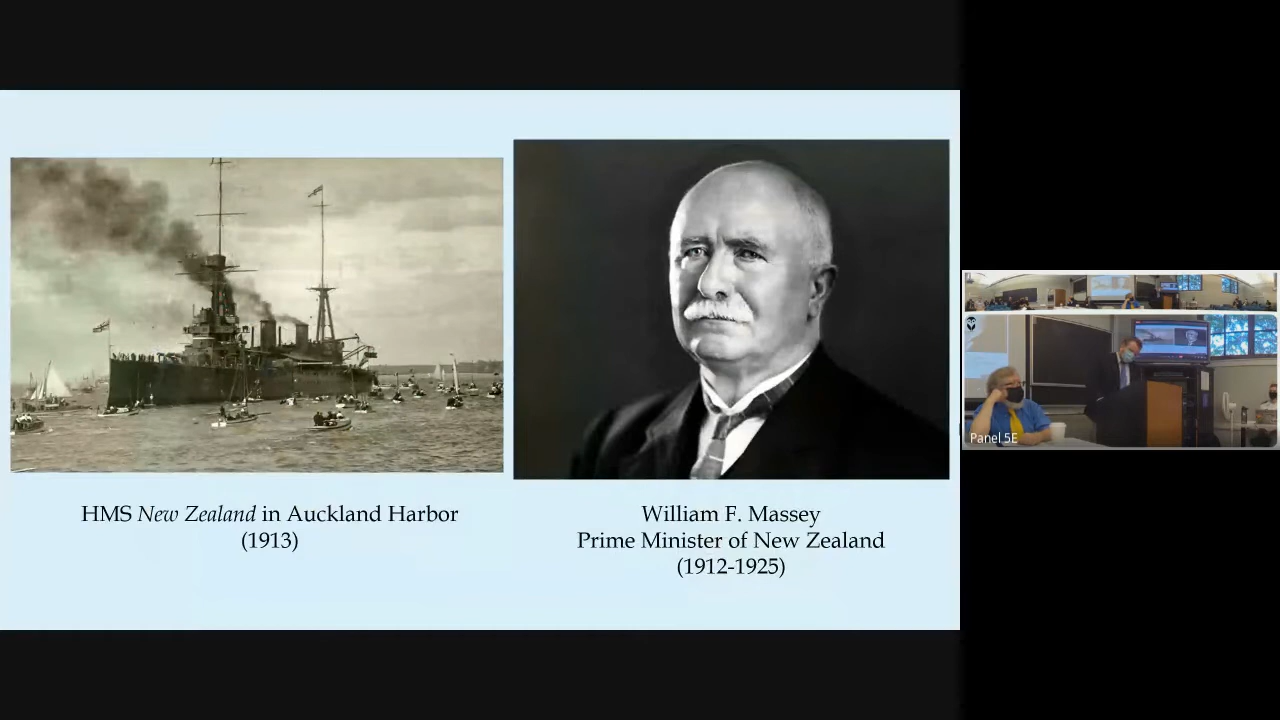 HMS New Zealand in Auckland Harbor
(1913)
William F. Massey
Prime Minister of New Zealand
(1912-1925)
Panel 5E